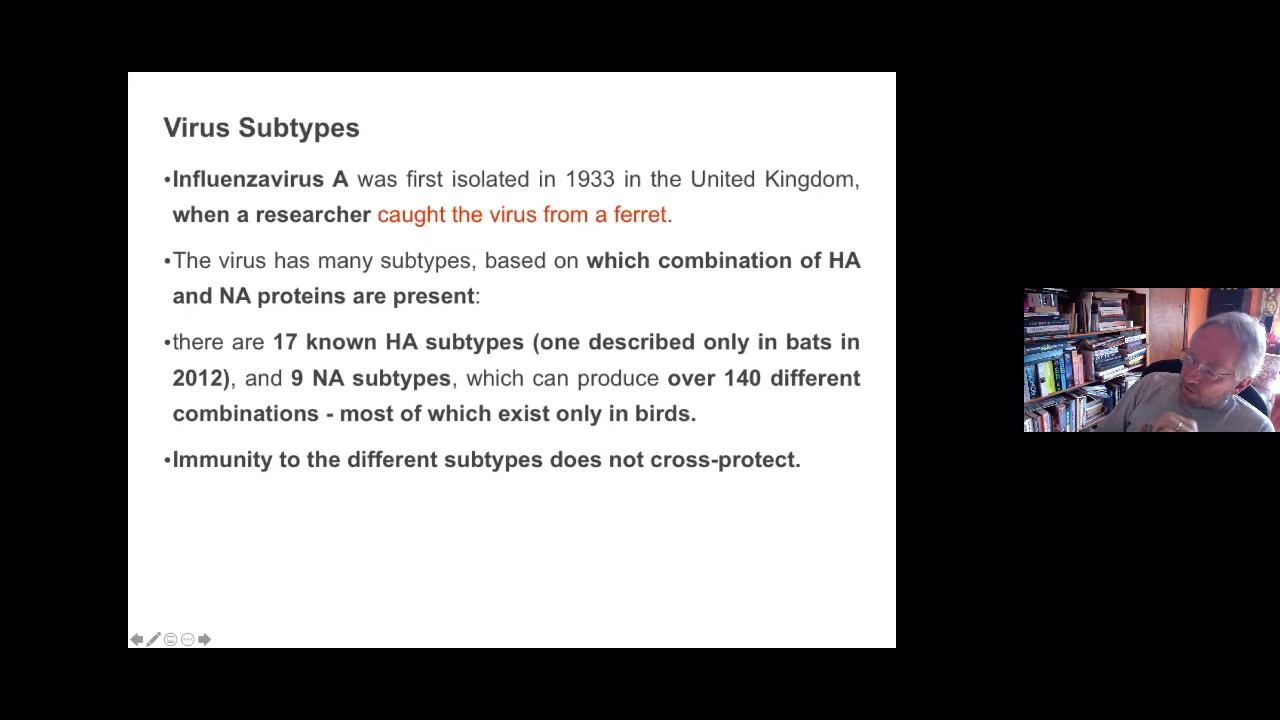 Virus Subtypes
•Influenzavirus A was first isolated in 1933 in the United Kingdom,
when a researcher caught the virus from a ferret.
•The virus has many subtypes, based on which combination of HA
and NA proteins are present:
•there are 17 known HA subtypes (one described only in bats in
2012), and 9 NA subtypes, which can produce over 140 different
combinations - most of which exist only in birds.
•Immunity to the different subtypes does not cross-protect.